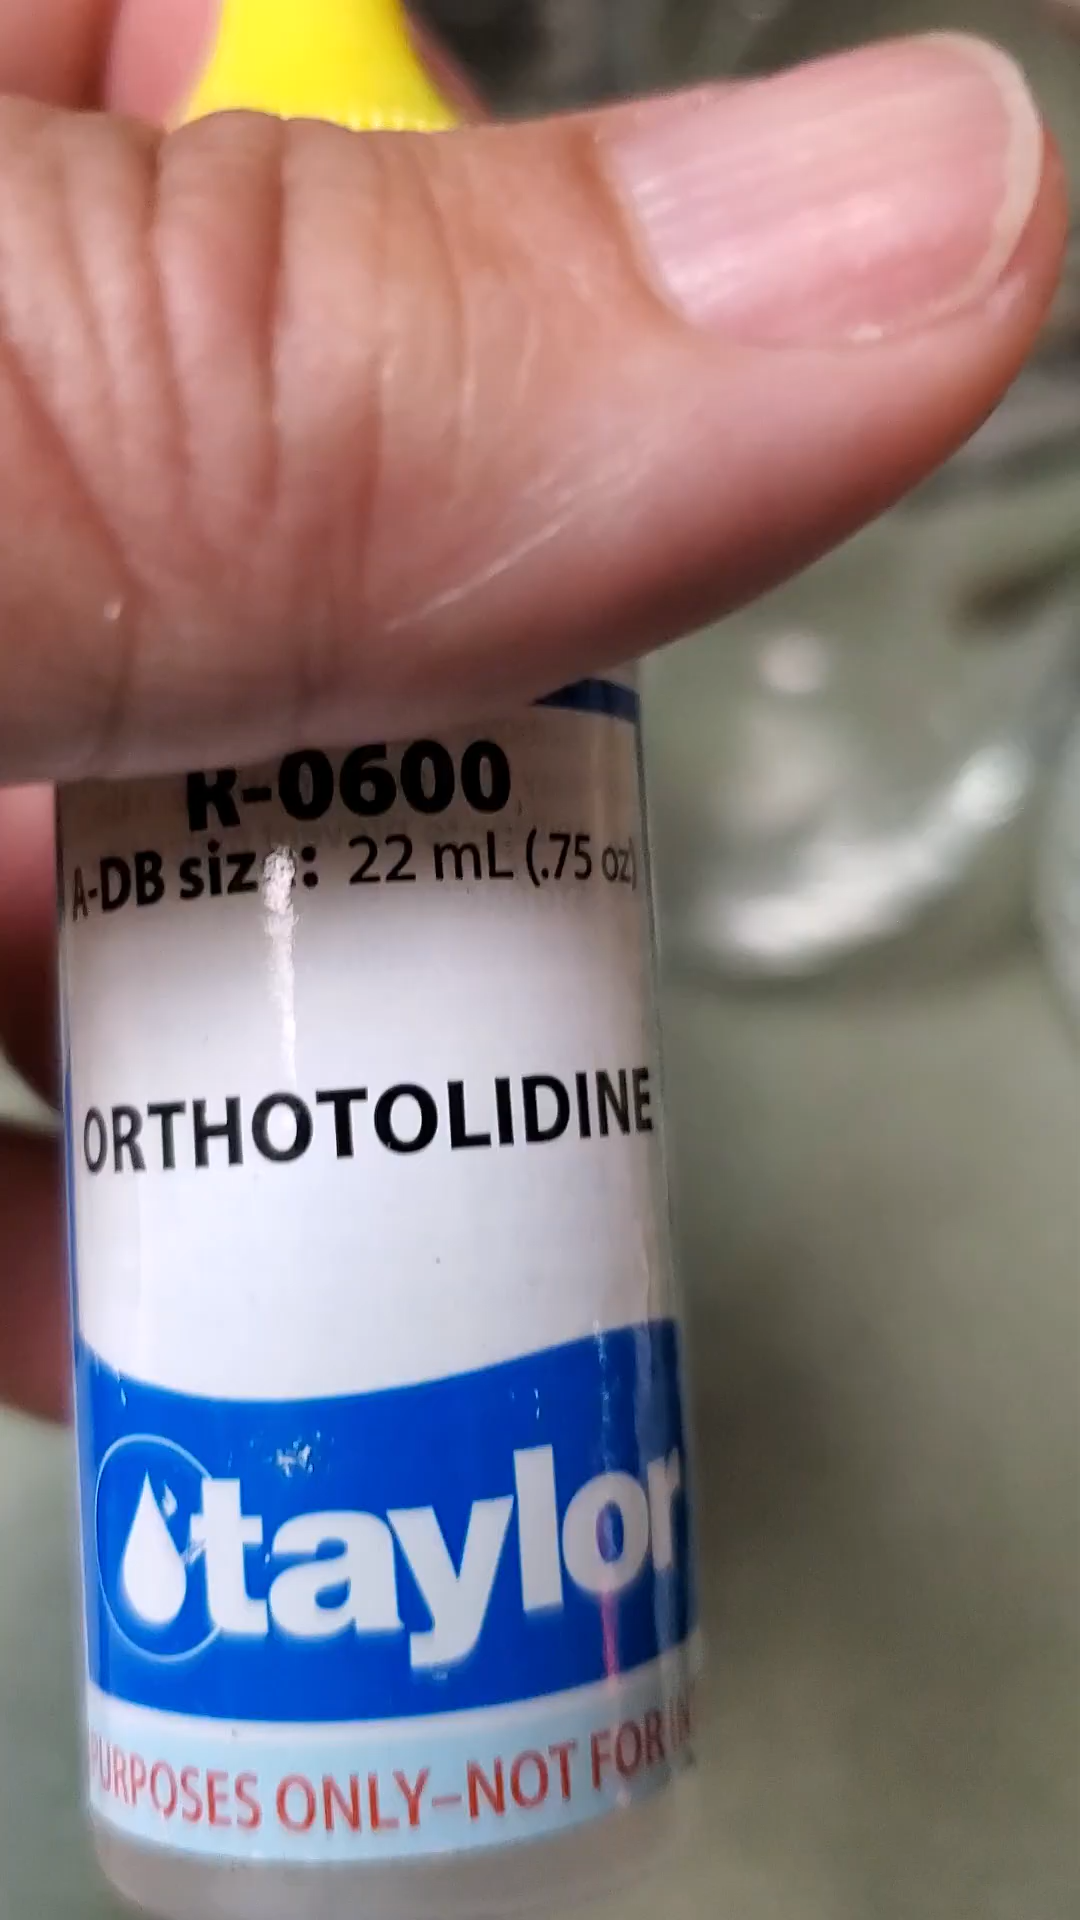 R-0600
A-DB size: 22 mL (.75 oz)
ORTHOTOLIDINE
taylor
PURPOSES ONLY–NOT FOR